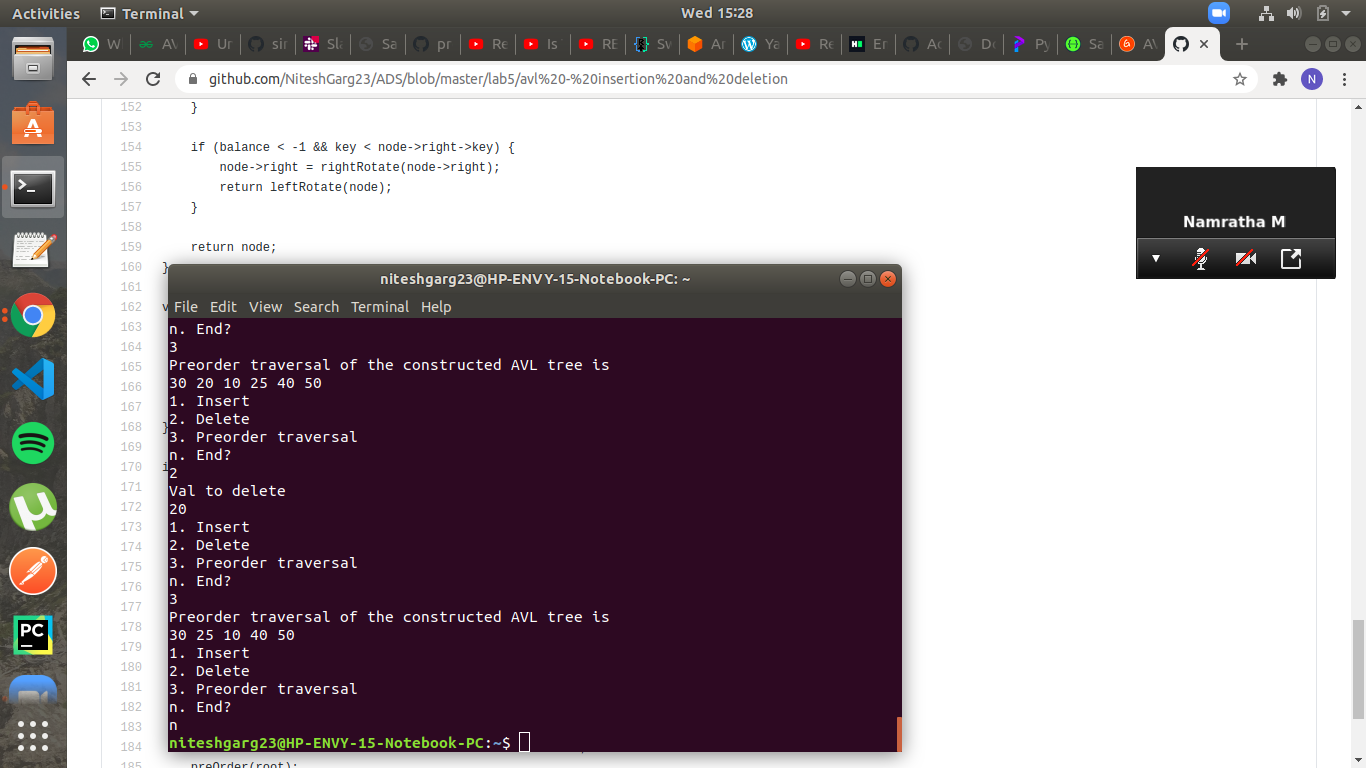 Activities Terminal Wed 15:28
W AV Ur sir Sla Sa pr Re Is RE Sw Ar Ya Re Er Ac Do Py Sa AV
github.com/NiteshGarg23/ADS/blob/master/lab5/avl%20-%20insertion%20and%20deletion N
152 }
153
154 if (balance < -1 && key < node->right->key) {
155 node->right = rightRotate(node->right);
156 return leftRotate(node);
157 }
158
159 return node;
160 }
161
162 v
163
164
165
166
167
168 }
169
170 i
171
172
173
174
175
176
177
178
179
180
181
182
183
184
185 preOrder(root);
Namratha M
niteshgarg23@HP-ENVY-15-Notebook-PC: ~
File Edit View Search Terminal Help
n. End?
3
Preorder traversal of the constructed AVL tree is
30 20 10 25 40 50
1. Insert
2. Delete
3. Preorder traversal
n. End?
2
Val to delete
20
1. Insert
2. Delete
3. Preorder traversal
n. End?
3
Preorder traversal of the constructed AVL tree is
30 25 10 40 50
1. Insert
2. Delete
3. Preorder traversal
n. End?
n
niteshgarg23@HP-ENVY-15-Notebook-PC:~$
PC